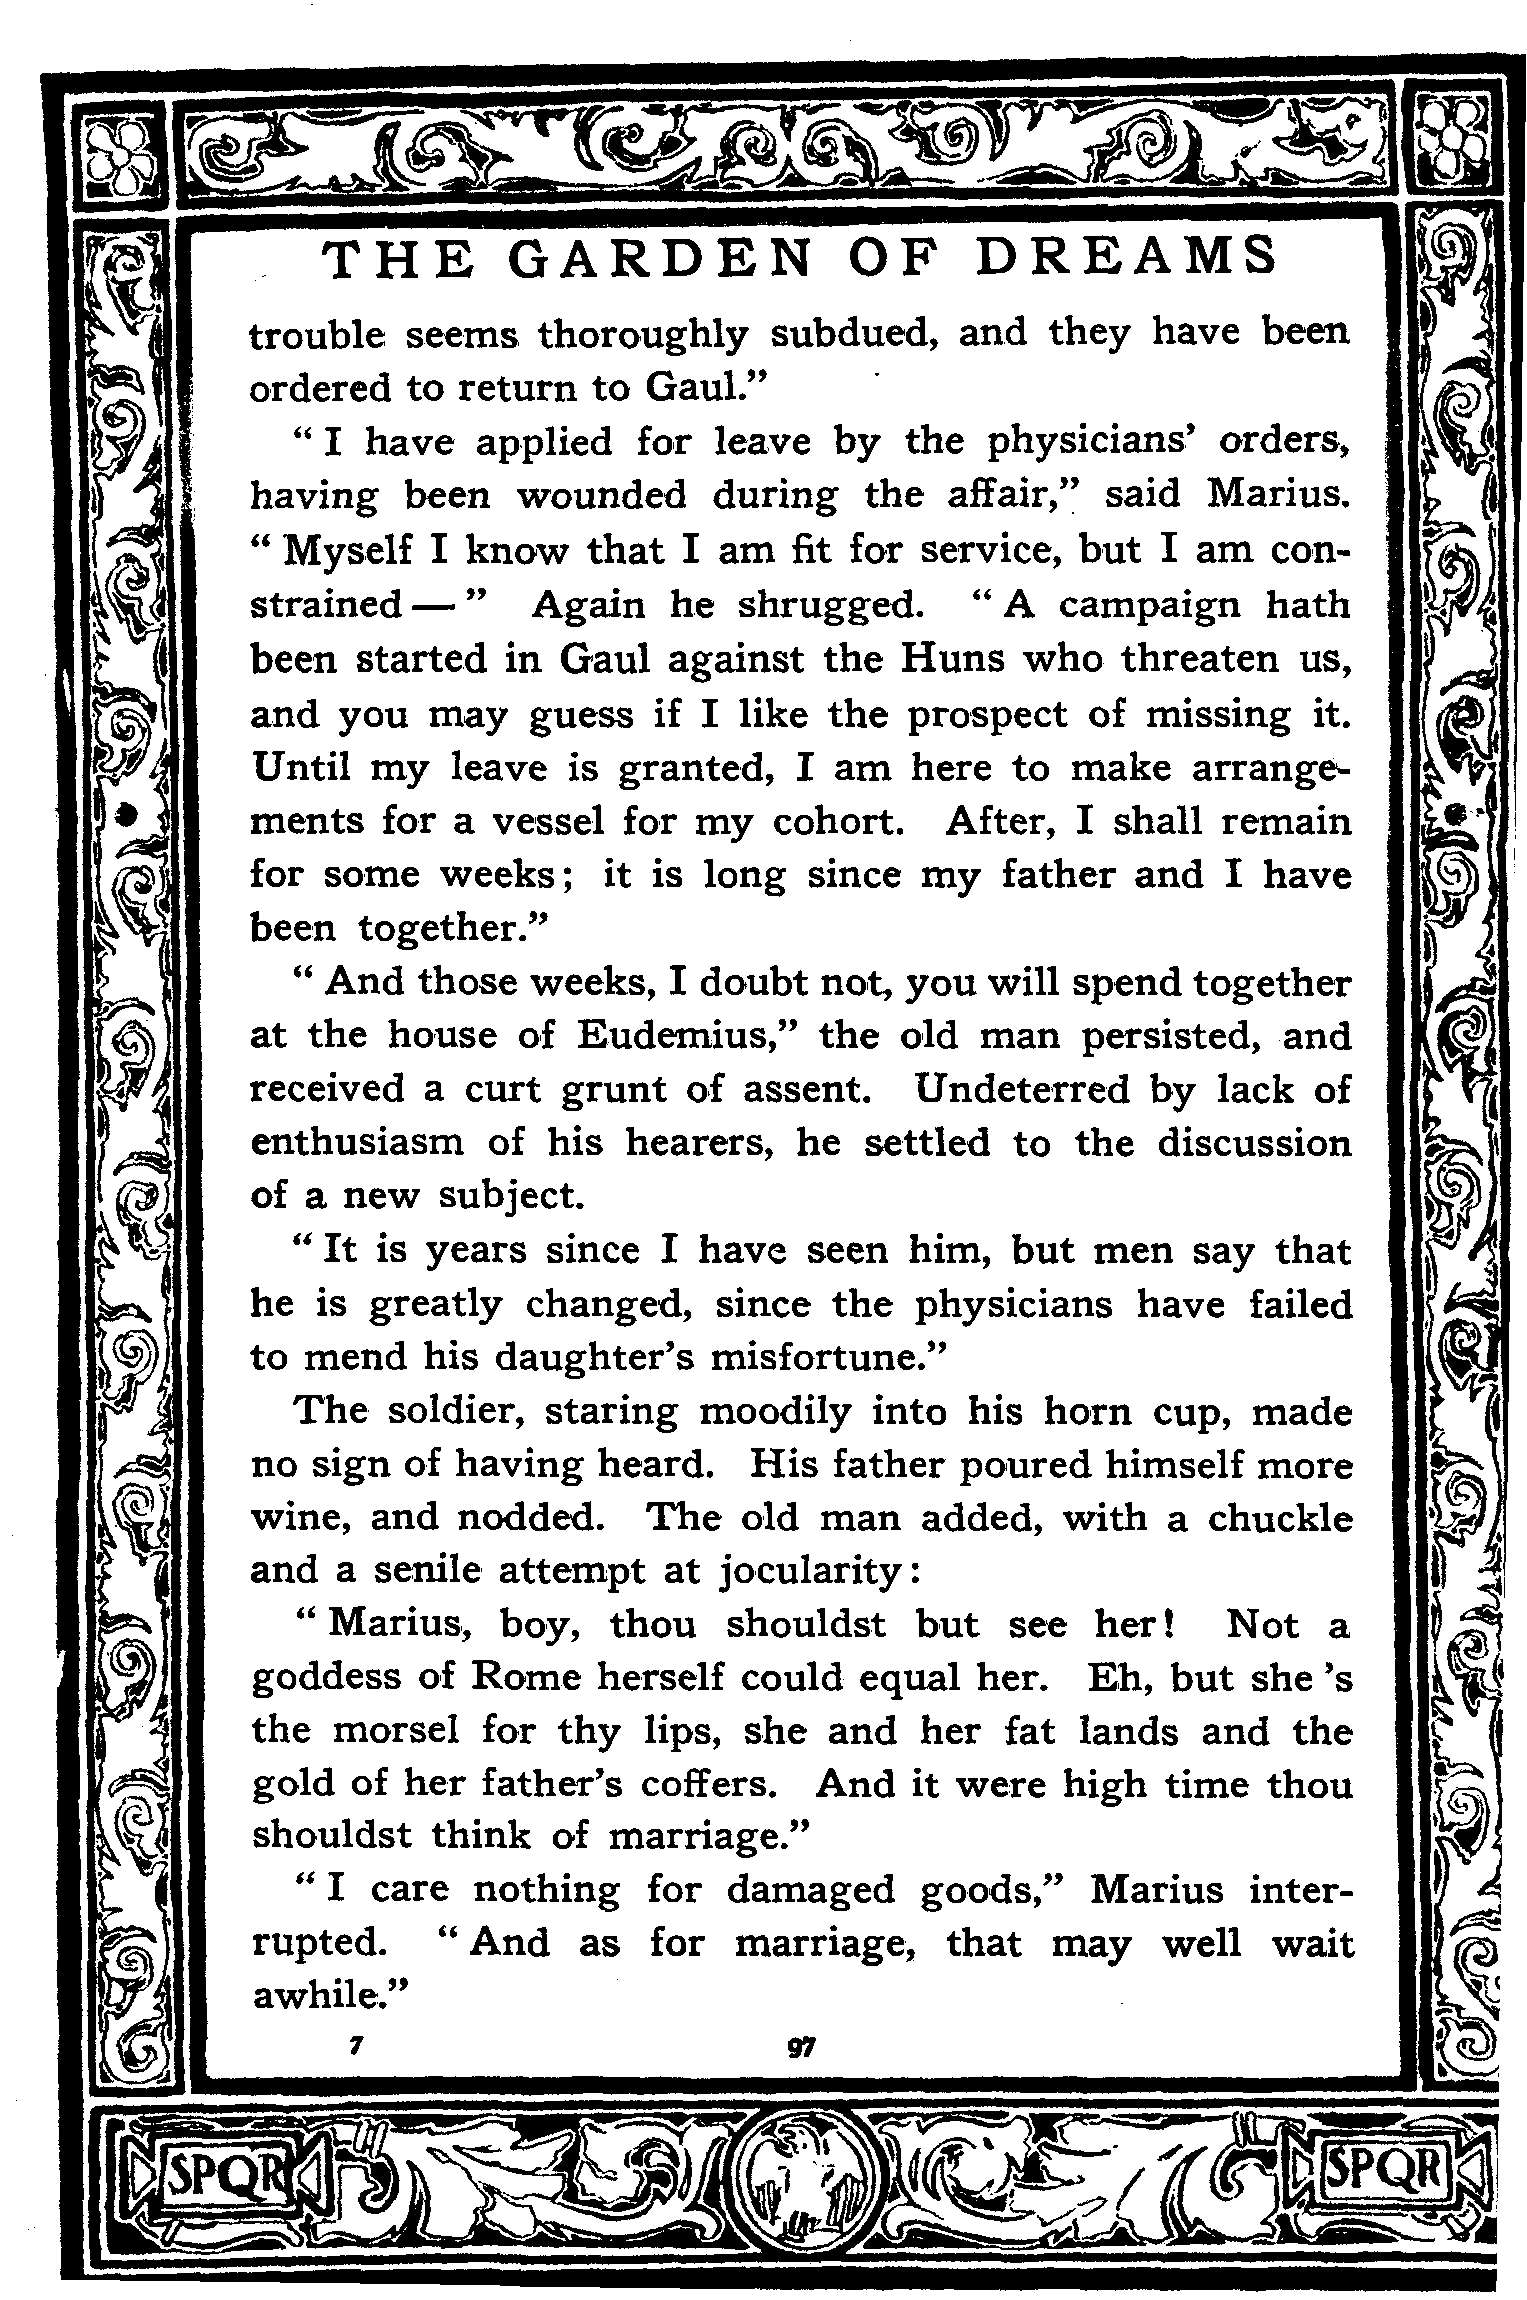 THE GARDEN OF DREAMS
trouble seems thoroughly subdued, and they have been
ordered to return to Gaul.”
“ I have applied for leave by the physicians’ orders,
having been wounded during the affair,” said Marius.
“ Myself I know that I am fit for service, but I am con-
strained — ” Again he shrugged. “ A campaign hath
been started in Gaul against the Huns who threaten us,
and you may guess if I like the prospect of missing it.
Until my leave is granted, I am here to make arrange-
ments for a vessel for my cohort. After, I shall remain
for some weeks; it is long since my father and I have
been together.”
“ And those weeks, I doubt not, you will spend together
at the house of Eudemius,” the old man persisted, and
received a curt grunt of assent. Undeterred by lack of
enthusiasm of his hearers, he settled to the discussion
of a new subject.
“ It is years since I have seen him, but men say that
he is greatly changed, since the physicians have failed
to mend his daughter’s misfortune.”
The soldier, staring moodily into his horn cup, made
no sign of having heard. His father poured himself more
wine, and nodded. The old man added, with a chuckle
and a senile attempt at jocularity:
“ Marius, boy, thou shouldst but see her! Not a
goddess of Rome herself could equal her. Eh, but she ’s
the morsel for thy lips, she and her fat lands and the
gold of her father’s coffers. And it were high time thou
shouldst think of marriage.”
“ I care nothing for damaged goods,” Marius inter-
rupted. “ And as for marriage, that may well wait
awhile.”
7 97
SPQR SPQR